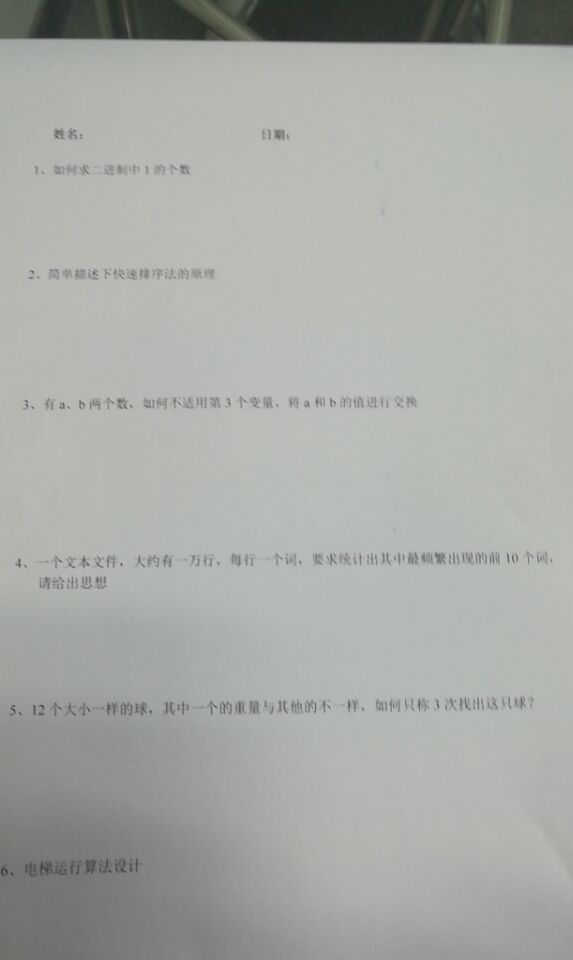 姓名： 日期：
1、如何求二进制中 1 的个数
2、简单描述下快速排序法的原理
3、有 a、b 两个数，如何不适用第 3 个变量，将 a 和 b 的值进行交换
4、一个文本文件，大约有一万行，每行一个词，要求统计出其中最频繁出现的前 10 个词，
请给出思想
5、12 个大小一样的球，其中一个的重量与其他的不一样，如何只称 3 次找出这只球？
6、电梯运行算法设计